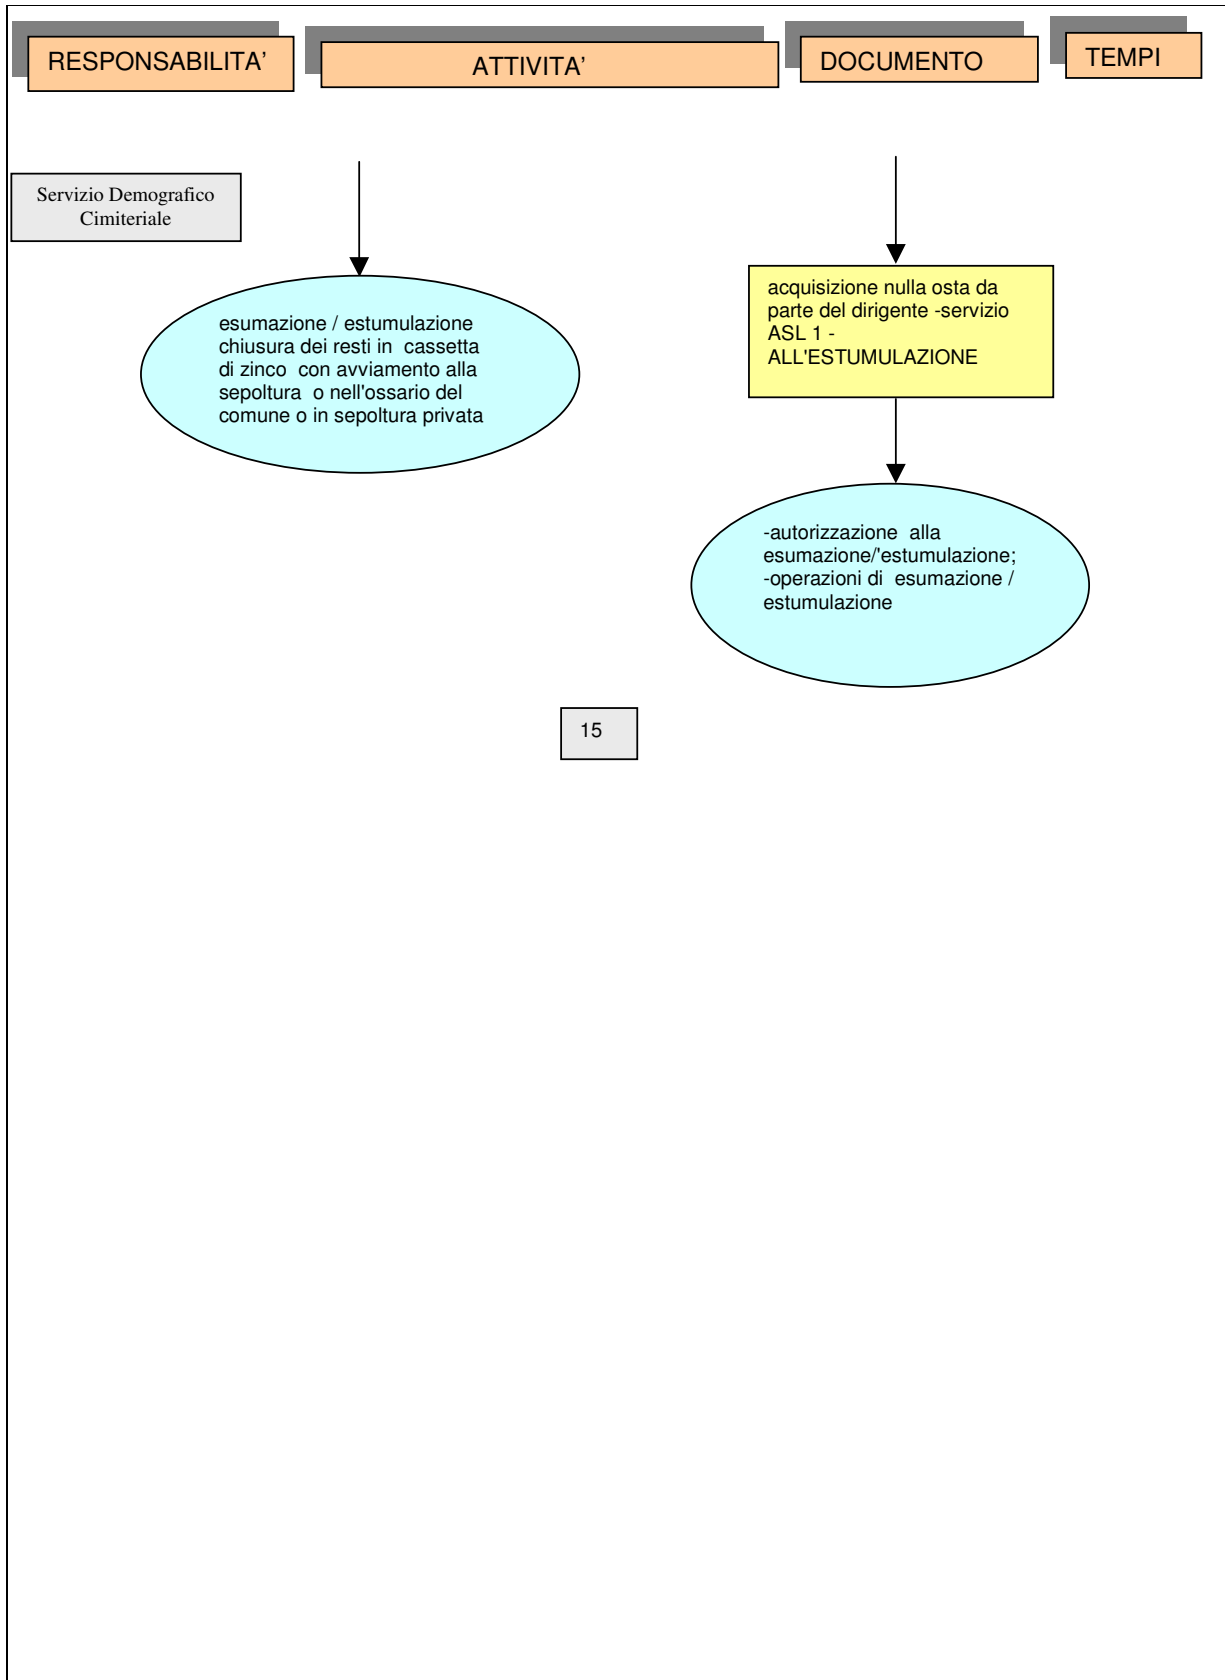 RESPONSABILITA’
ATTIVITA’
DOCUMENTO
TEMPI
Servizio Demografico
Cimiteriale
esumazione / estumulazione
chiusura dei resti in cassetta
di zinco con avviamento alla
sepoltura o nell'ossario del
comune o in sepoltura privata
acquisizione nulla osta da
parte del dirigente -servizio
ASL 1 -
ALL'ESTUMULAZIONE
-autorizzazione alla
esumazione/'estumulazione;
-operazioni di esumazione /
estumulazione
15